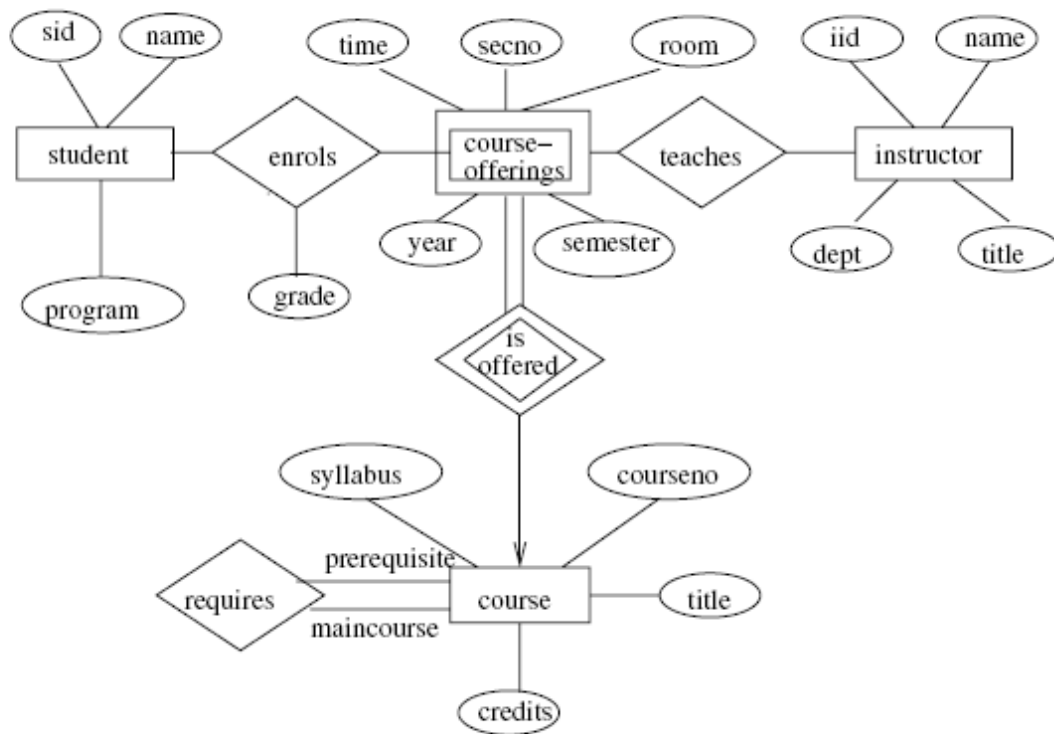 sid
name
time
secno
room
iid
name
student
enrols
course–
offerings
teaches
instructor
program
grade
year
semester
dept
title
is
offered
syllabus
courseno
prerequisite
requires
course
title
maincourse
credits